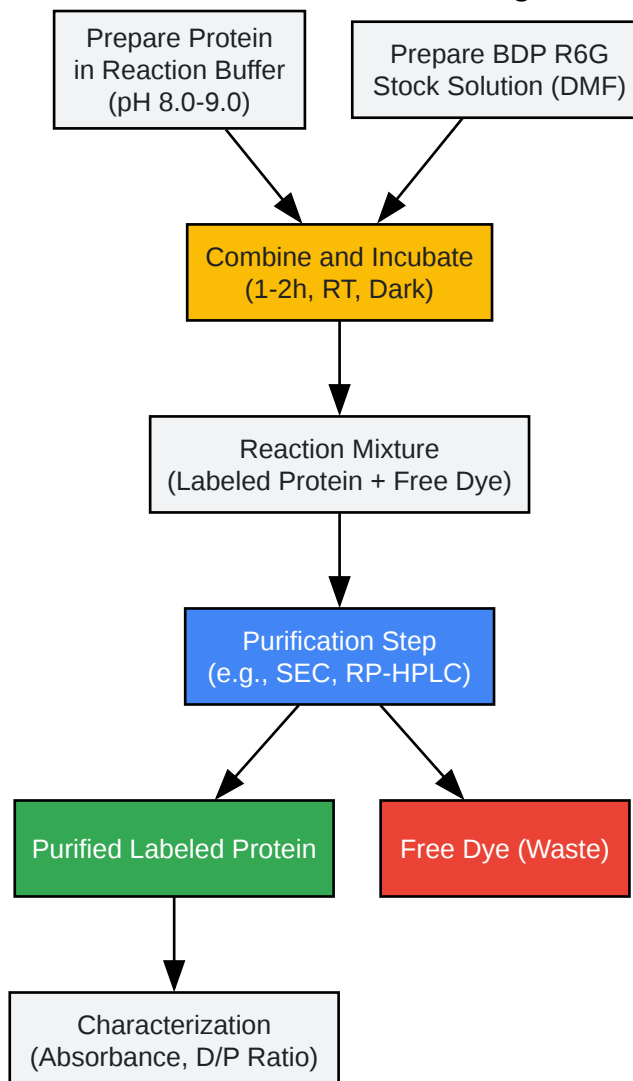 Prepare Protein
in Reaction Buffer
(pH 8.0-9.0)
Prepare BDP R6G
Stock Solution (DMF)
Combine and Incubate
(1-2h, RT, Dark)
Reaction Mixture
(Labeled Protein + Free Dye)
Purification Step
(e.g., SEC, RP-HPLC)
Purified Labeled Protein
Free Dye (Waste)
Characterization
(Absorbance, D/P Ratio)